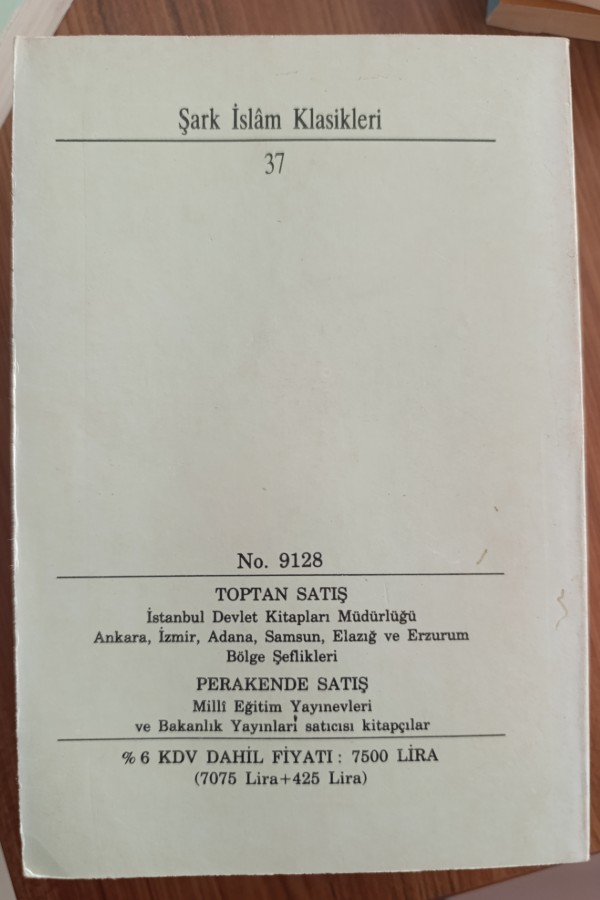 Şark İslâm Klasikleri
37
No. 9128
TOPTAN SATIŞ
İstanbul Devlet Kitapları Müdürlüğü
Ankara, İzmir, Adana, Samsun, Elazığ ve Erzurum
Bölge Şeflikleri
PERAKENDE SATIŞ
Millî Eğitim Yayınevleri
ve Bakanlık Yayınları satıcısı kitapçılar
% 6 KDV DAHİL FİYATI : 7500 LİRA
(7075 Lira+425 Lira)